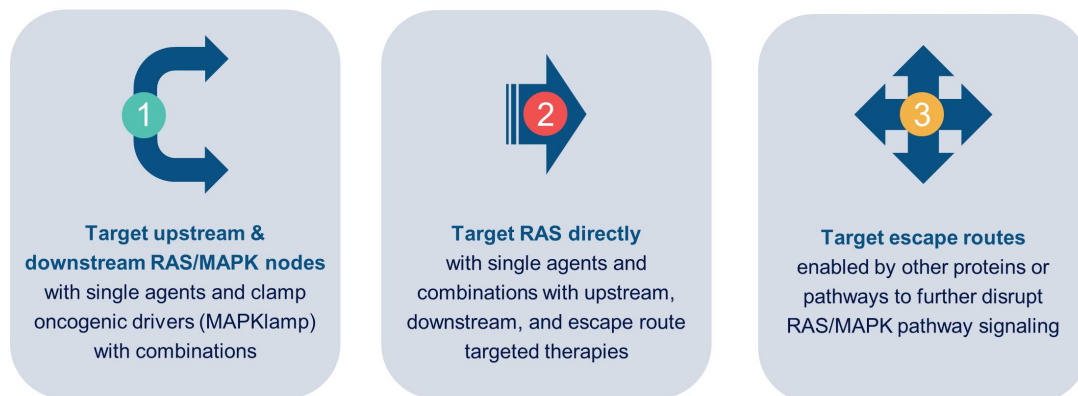 1
Target upstream &
downstream RAS/MAPK nodes
with single agents and clamp
oncogenic drivers (MAPKlamp)
with combinations
2
Target RAS directly
with single agents and
combinations with upstream,
downstream, and escape route
targeted therapies
3
Target escape routes
enabled by other proteins or
pathways to further disrupt
RAS/MAPK pathway signaling